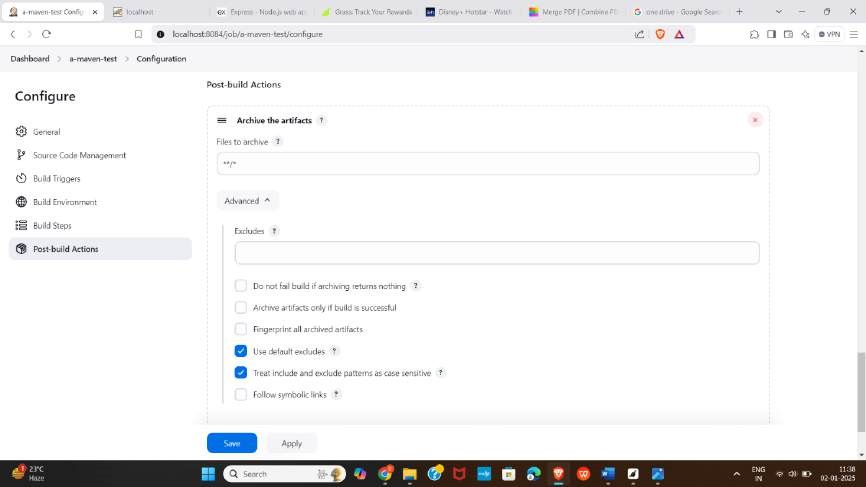 a-maven-test Config
localhost
Express - Node.js web ap
Grass: Track Your Rewards
Disney+ Hotstar - Watch
Merge PDF | Combine PD
one drive - Google Searc
localhost:8084/job/a-maven-test/configure
VPN
Dashboard > a-maven-test > Configuration
Configure
General
Source Code Management
Build Triggers
Build Environment
Build Steps
Post-build Actions
Post-build Actions
Archive the artifacts ?
Files to archive ?
**/*
Advanced
Excludes ?
Do not fail build if archiving returns nothing ?
Archive artifacts only if build is successful
Fingerprint all archived artifacts
Use default excludes ?
Treat include and exclude patterns as case sensitive ?
Follow symbolic links ?
Save
Apply
23°C
Haze
Search
ENG
IN
11:38
02-01-2025